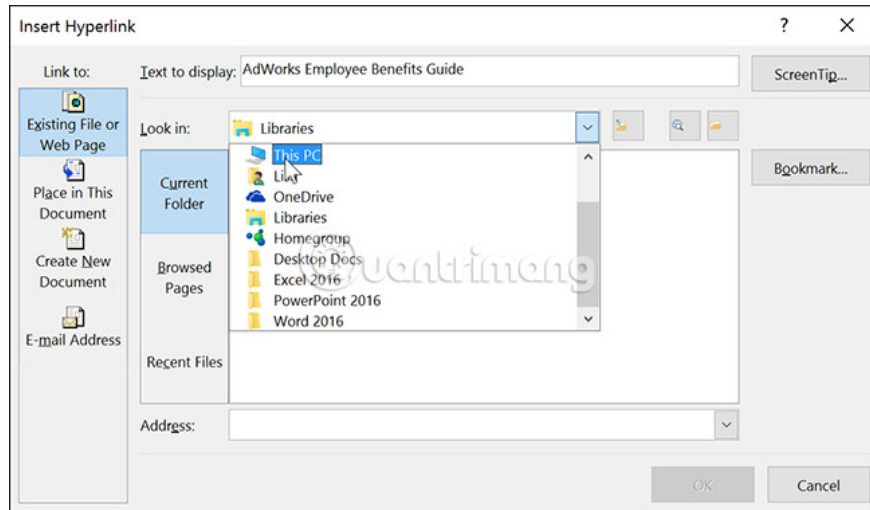 Insert Hyperlink
? X
Link to:
Text to display: AdWorks Employee Benefits Guide
ScreenTip...
Existing File or
Web Page
Look in: Libraries
This PC
Current
Folder
OneDrive
Bookmark...
Place in This
Document
Libraries
Homegroup
Desktop Docs
Create New
Document
Browsed
Pages
Excel 2016
PowerPoint 2016
Word 2016
E-mail Address
Recent Files
Address:
OK
Cancel
Quantrimang